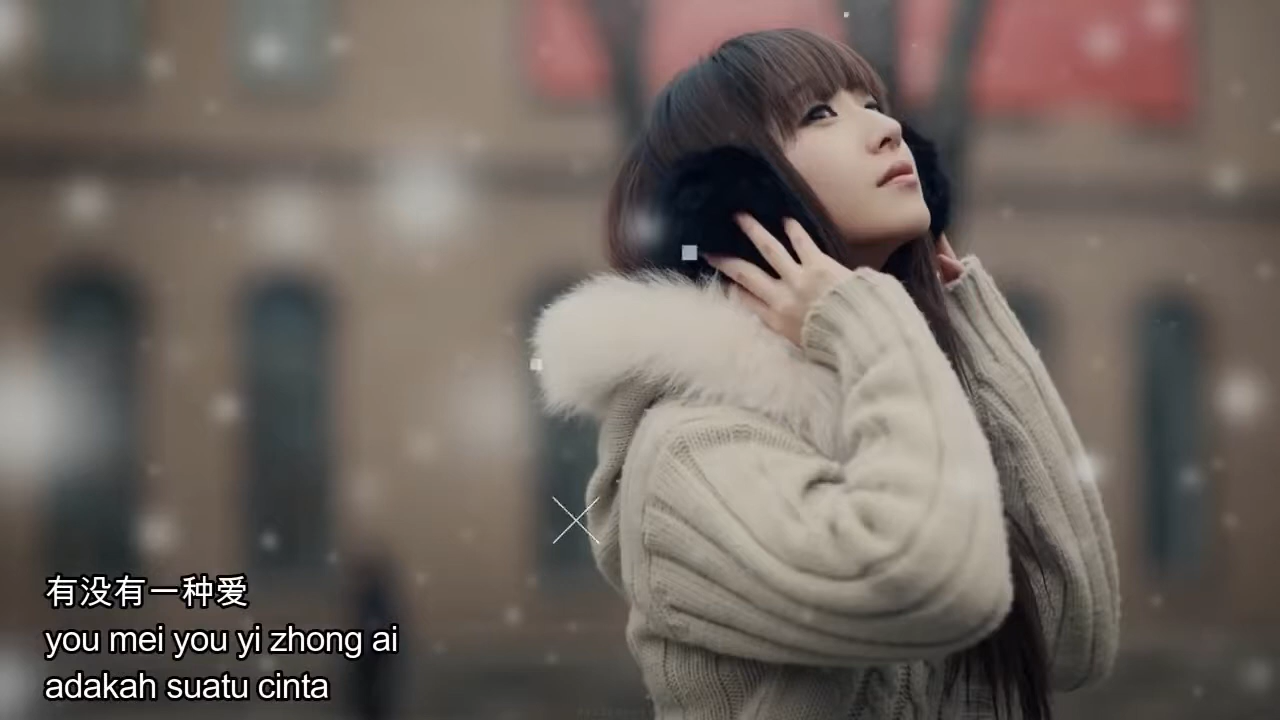 有没有一种爱
you mei you yi zhong ai
adakah suatu cinta